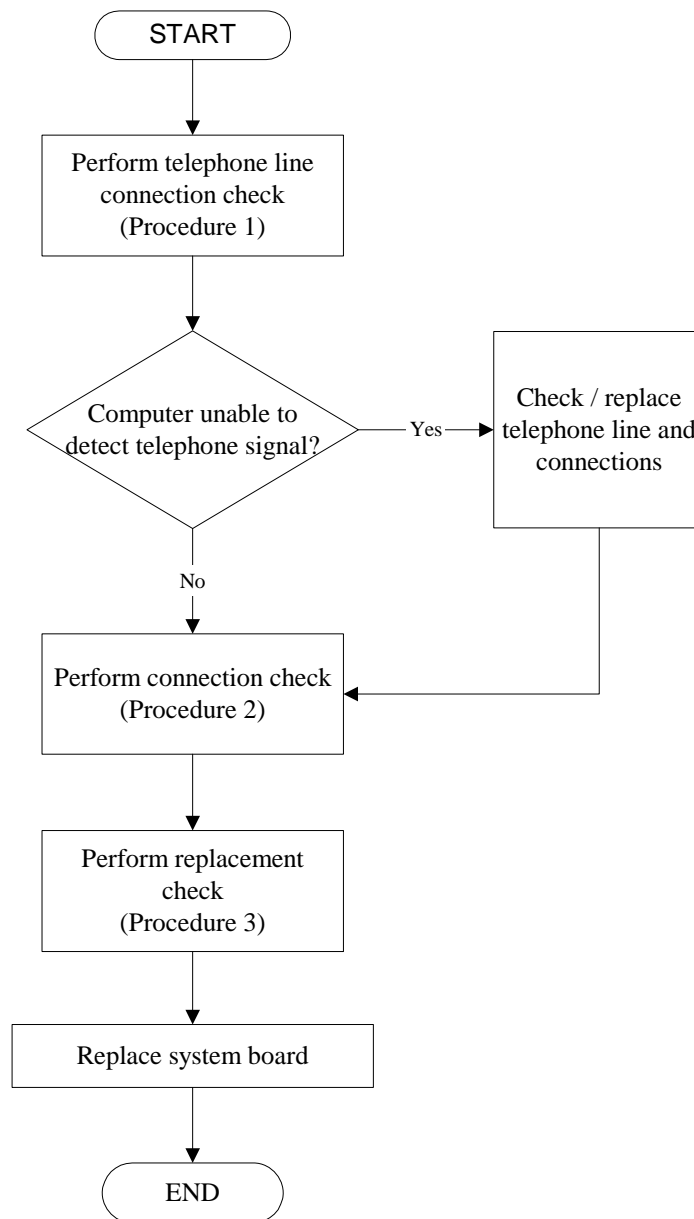 START
Perform telephone line
connection check
(Procedure 1)
Computer unable to
detect telephone signal?
Yes
Check / replace
telephone line and
connections
No
Perform connection check
(Procedure 2)
Perform replacement
check
(Procedure 3)
Replace system board
END